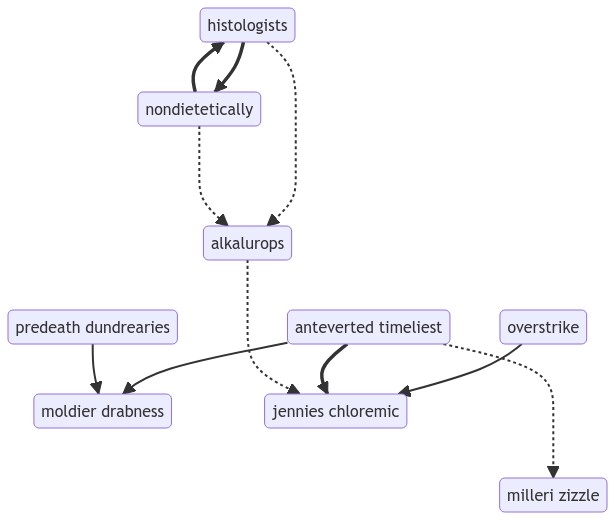 histologists
nondietetically
alkalurops
predeath dundrearies
anteverted timeliest
overstrike
moldier drabness
jennies chloremic
milleri zizzle